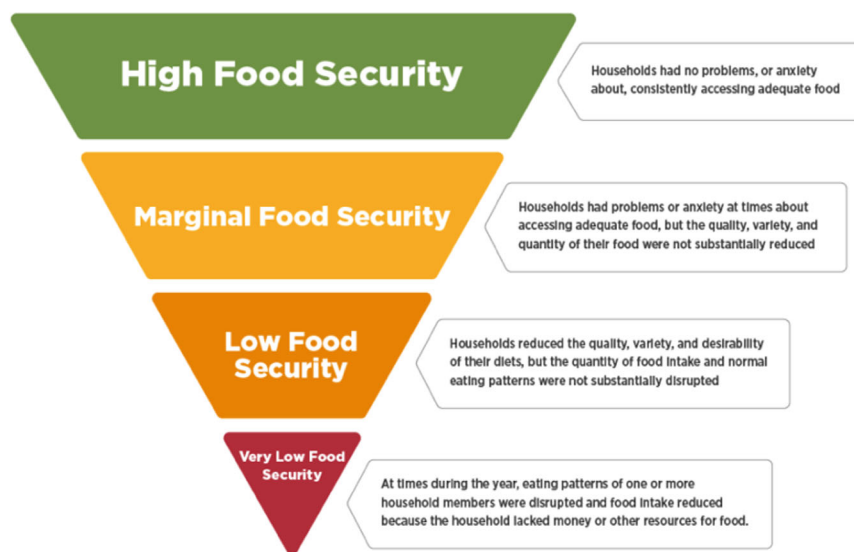 High Food Security
Households had no problems, or anxiety
about, consistently accessing adequate food
Marginal Food Security
Households had problems or anxiety at times about
accessing adequate food, but the quality, variety, and
quantity of their food were not substantially reduced
Low Food
Security
Households reduced the quality, variety, and desirability
of their diets, but the quantity of food intake and normal
eating patterns were not substantially disrupted
Very Low Food
Security
At times during the year, eating patterns of one or more
household members were disrupted and food intake reduced
because the household lacked money or other resources for food.